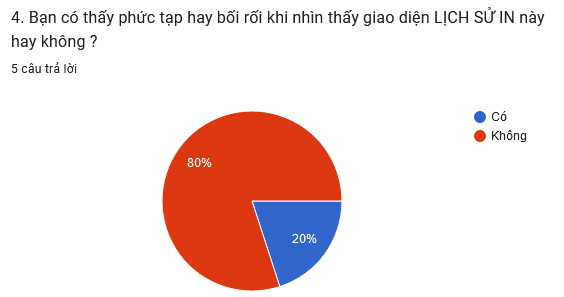 4. Bạn có thấy phức tạp hay bối rối khi nhìn thấy giao diện LỊCH SỬ IN này
hay không ?
5 câu trả lời
Có
Không
80%
20%